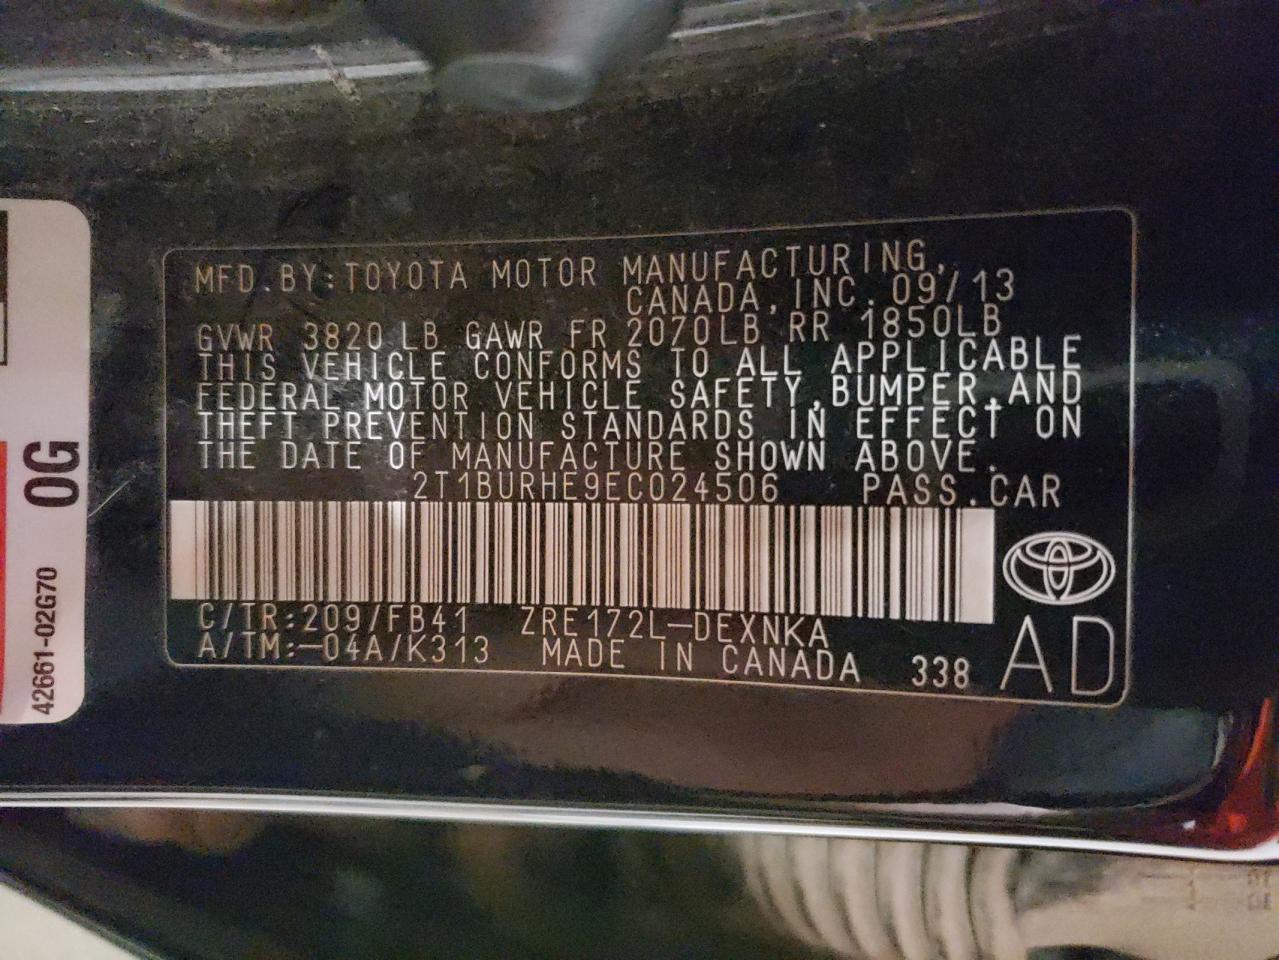 MFD.BY:TOYOTA MOTOR MANUFACTURING,
CANADA,INC. 09/13
GVWR 3820 LB GAWR FR 2070LB RR 1850LB
THIS VEHICLE CONFORMS TO ALL APPLICABLE
FEDERAL MOTOR VEHICLE SAFETY,BUMPER,AND
THEFT PREVENTION STANDARDS IN EFFECT ON
THE DATE OF MANUFACTURE SHOWN ABOVE.
2T1BURHE9EC024506 PASS.CAR
C/TR:209/FB41 ZRE172L-DEXNKA
A/TM:-04A/K313 MADE IN CANADA 338 AD
0G
42661-02G70